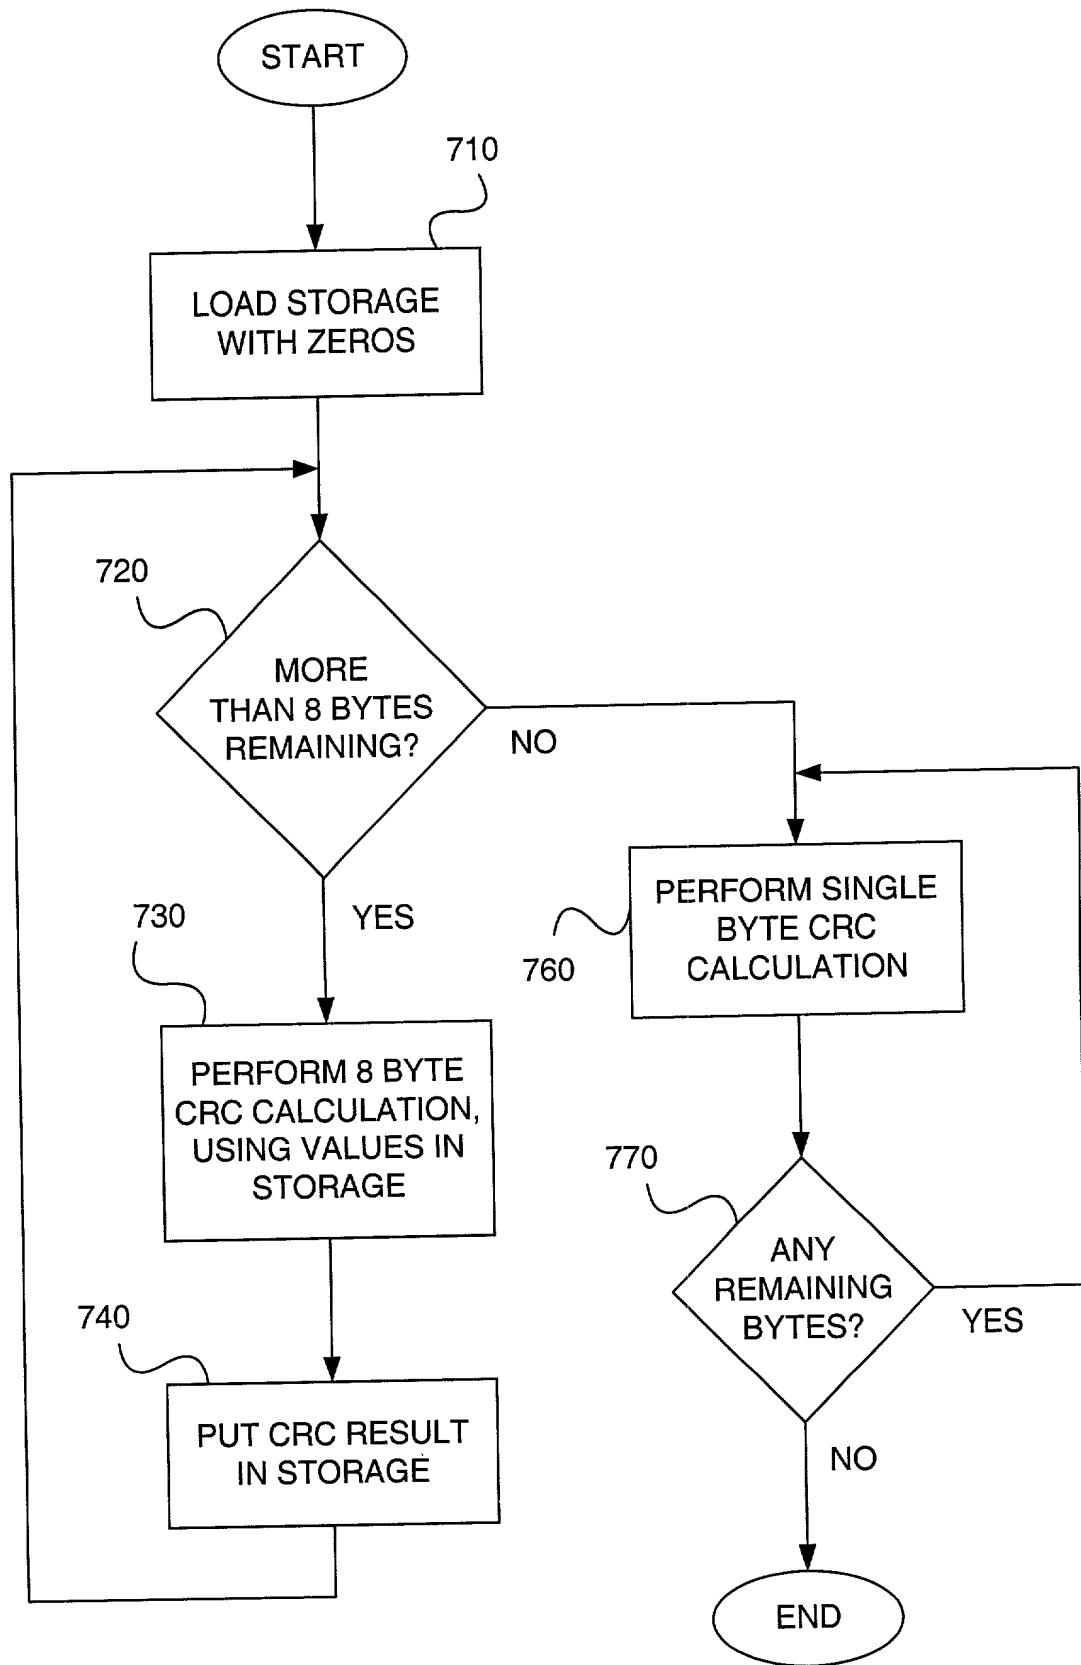 START
710
LOAD STORAGE
WITH ZEROS
720
MORE
THAN 8 BYTES
REMAINING?
NO
YES
730
PERFORM 8 BYTE
CRC CALCULATION,
USING VALUES IN
STORAGE
740
PUT CRC RESULT
IN STORAGE
PERFORM SINGLE
BYTE CRC
CALCULATION
760
770
ANY
REMAINING
BYTES?
YES
NO
END